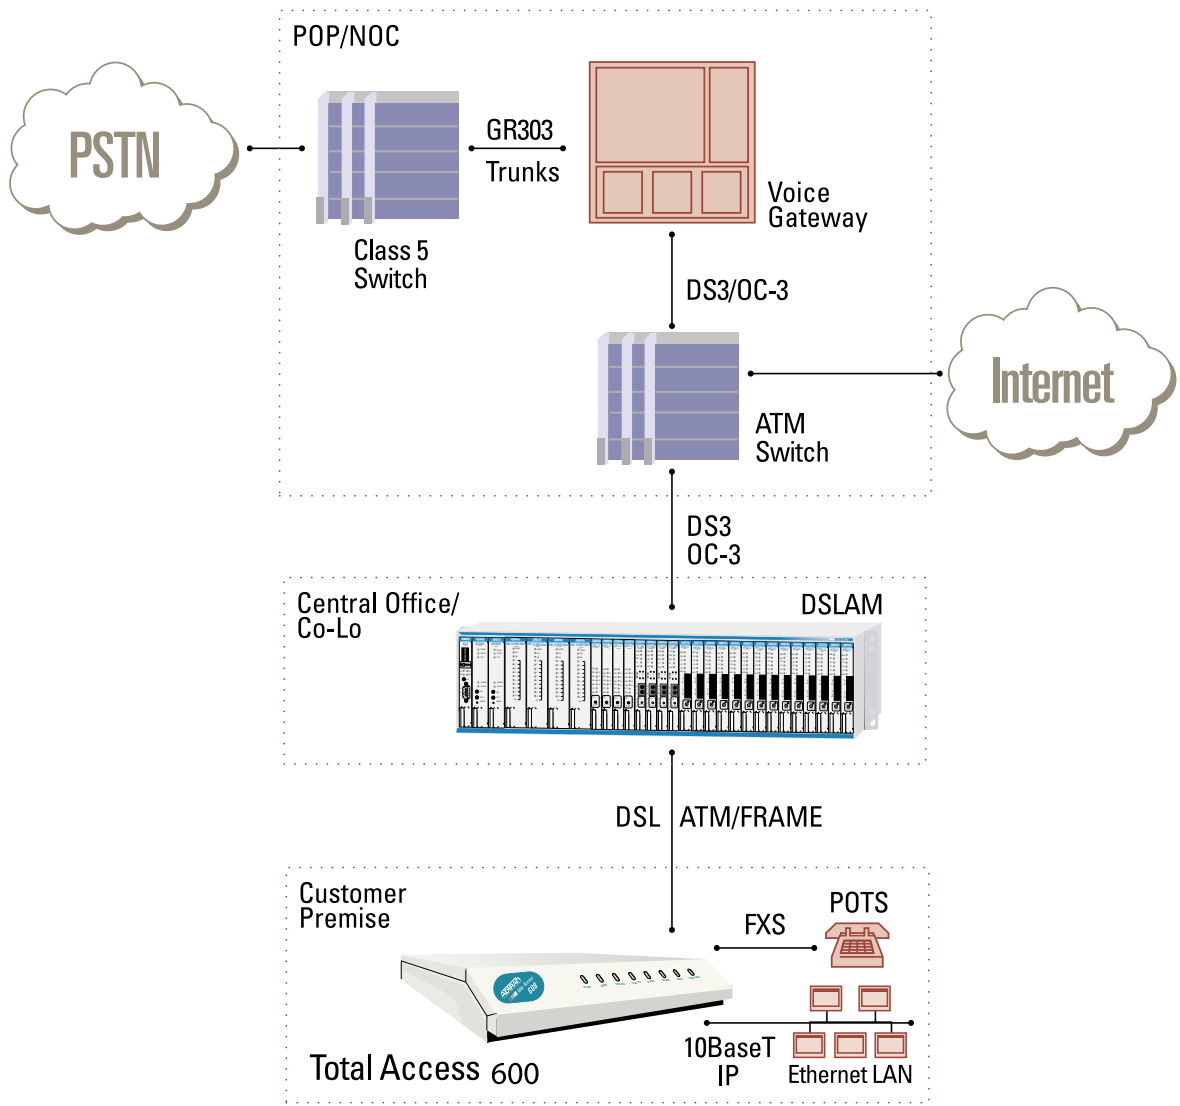 POP/NOC
PSTN
GR303
Trunks
Class 5
Switch
Voice
Gateway
DS3/OC-3
Internet
ATM
Switch
DS3
OC-3
Central Office/
Co-Lo
DSLAM
DSL ATM/FRAME
Customer
Premise
POTS
FXS
ADTRAN
600
10BaseT
IP
Ethernet LAN
Total Access 600